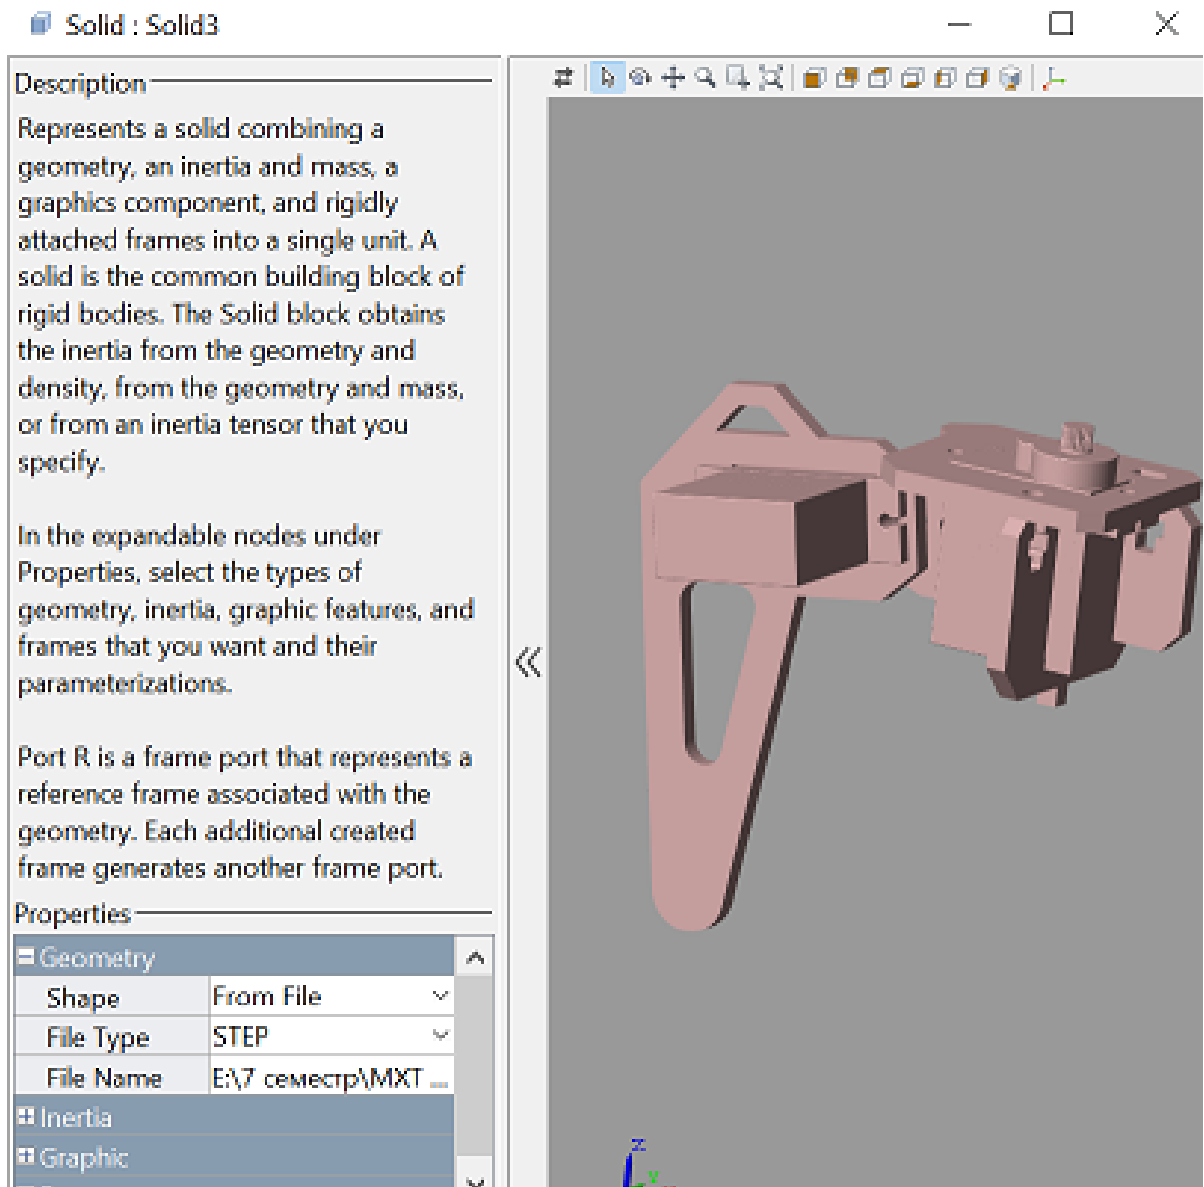 Solid : Solid3
Description
Represents a solid combining a
geometry, an inertia and mass, a
graphics component, and rigidly
attached frames into a single unit. A
solid is the common building block of
rigid bodies. The Solid block obtains
the inertia from the geometry and
density, from the geometry and mass,
or from an inertia tensor that you
specify.
In the expandable nodes under
Properties, select the types of
geometry, inertia, graphic features, and
frames that you want and their
parameterizations.
Port R is a frame port that represents a
reference frame associated with the
geometry. Each additional created
frame generates another frame port.
Properties
Geometry
Shape From File
File Type STEP
File Name E:\7 семестр\МХТ ...
Inertia
Graphic
Z
Y